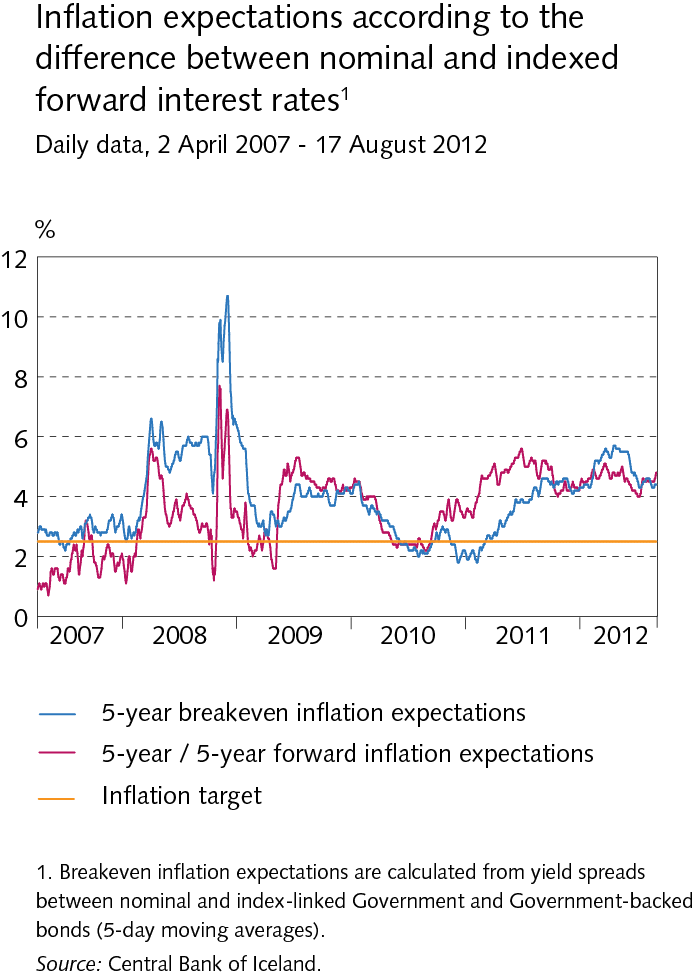 Inflation expectations according to the
difference between nominal and indexed
forward interest rates¹
Daily data, 2 April 2007 - 17 August 2012
%
12
10
8
6
4
2
0
2007 2008 2009 2010 2011 2012
5-year breakeven inflation expectations
5-year / 5-year forward inflation expectations
Inflation target
1. Breakeven inflation expectations are calculated from yield spreads
between nominal and index-linked Government and Government-backed
bonds (5-day moving averages).
Source: Central Bank of Iceland.